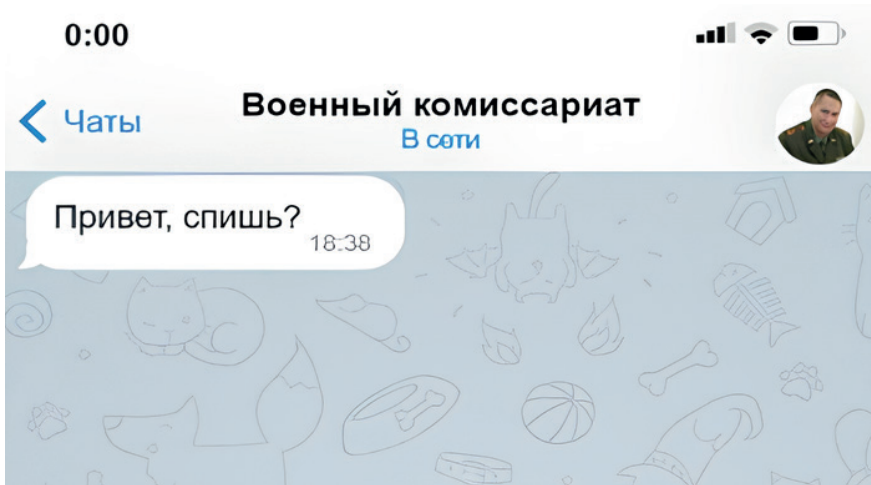 0:00
Чаты
Военный комиссариат
В сети
Привет, спишь?
18:38